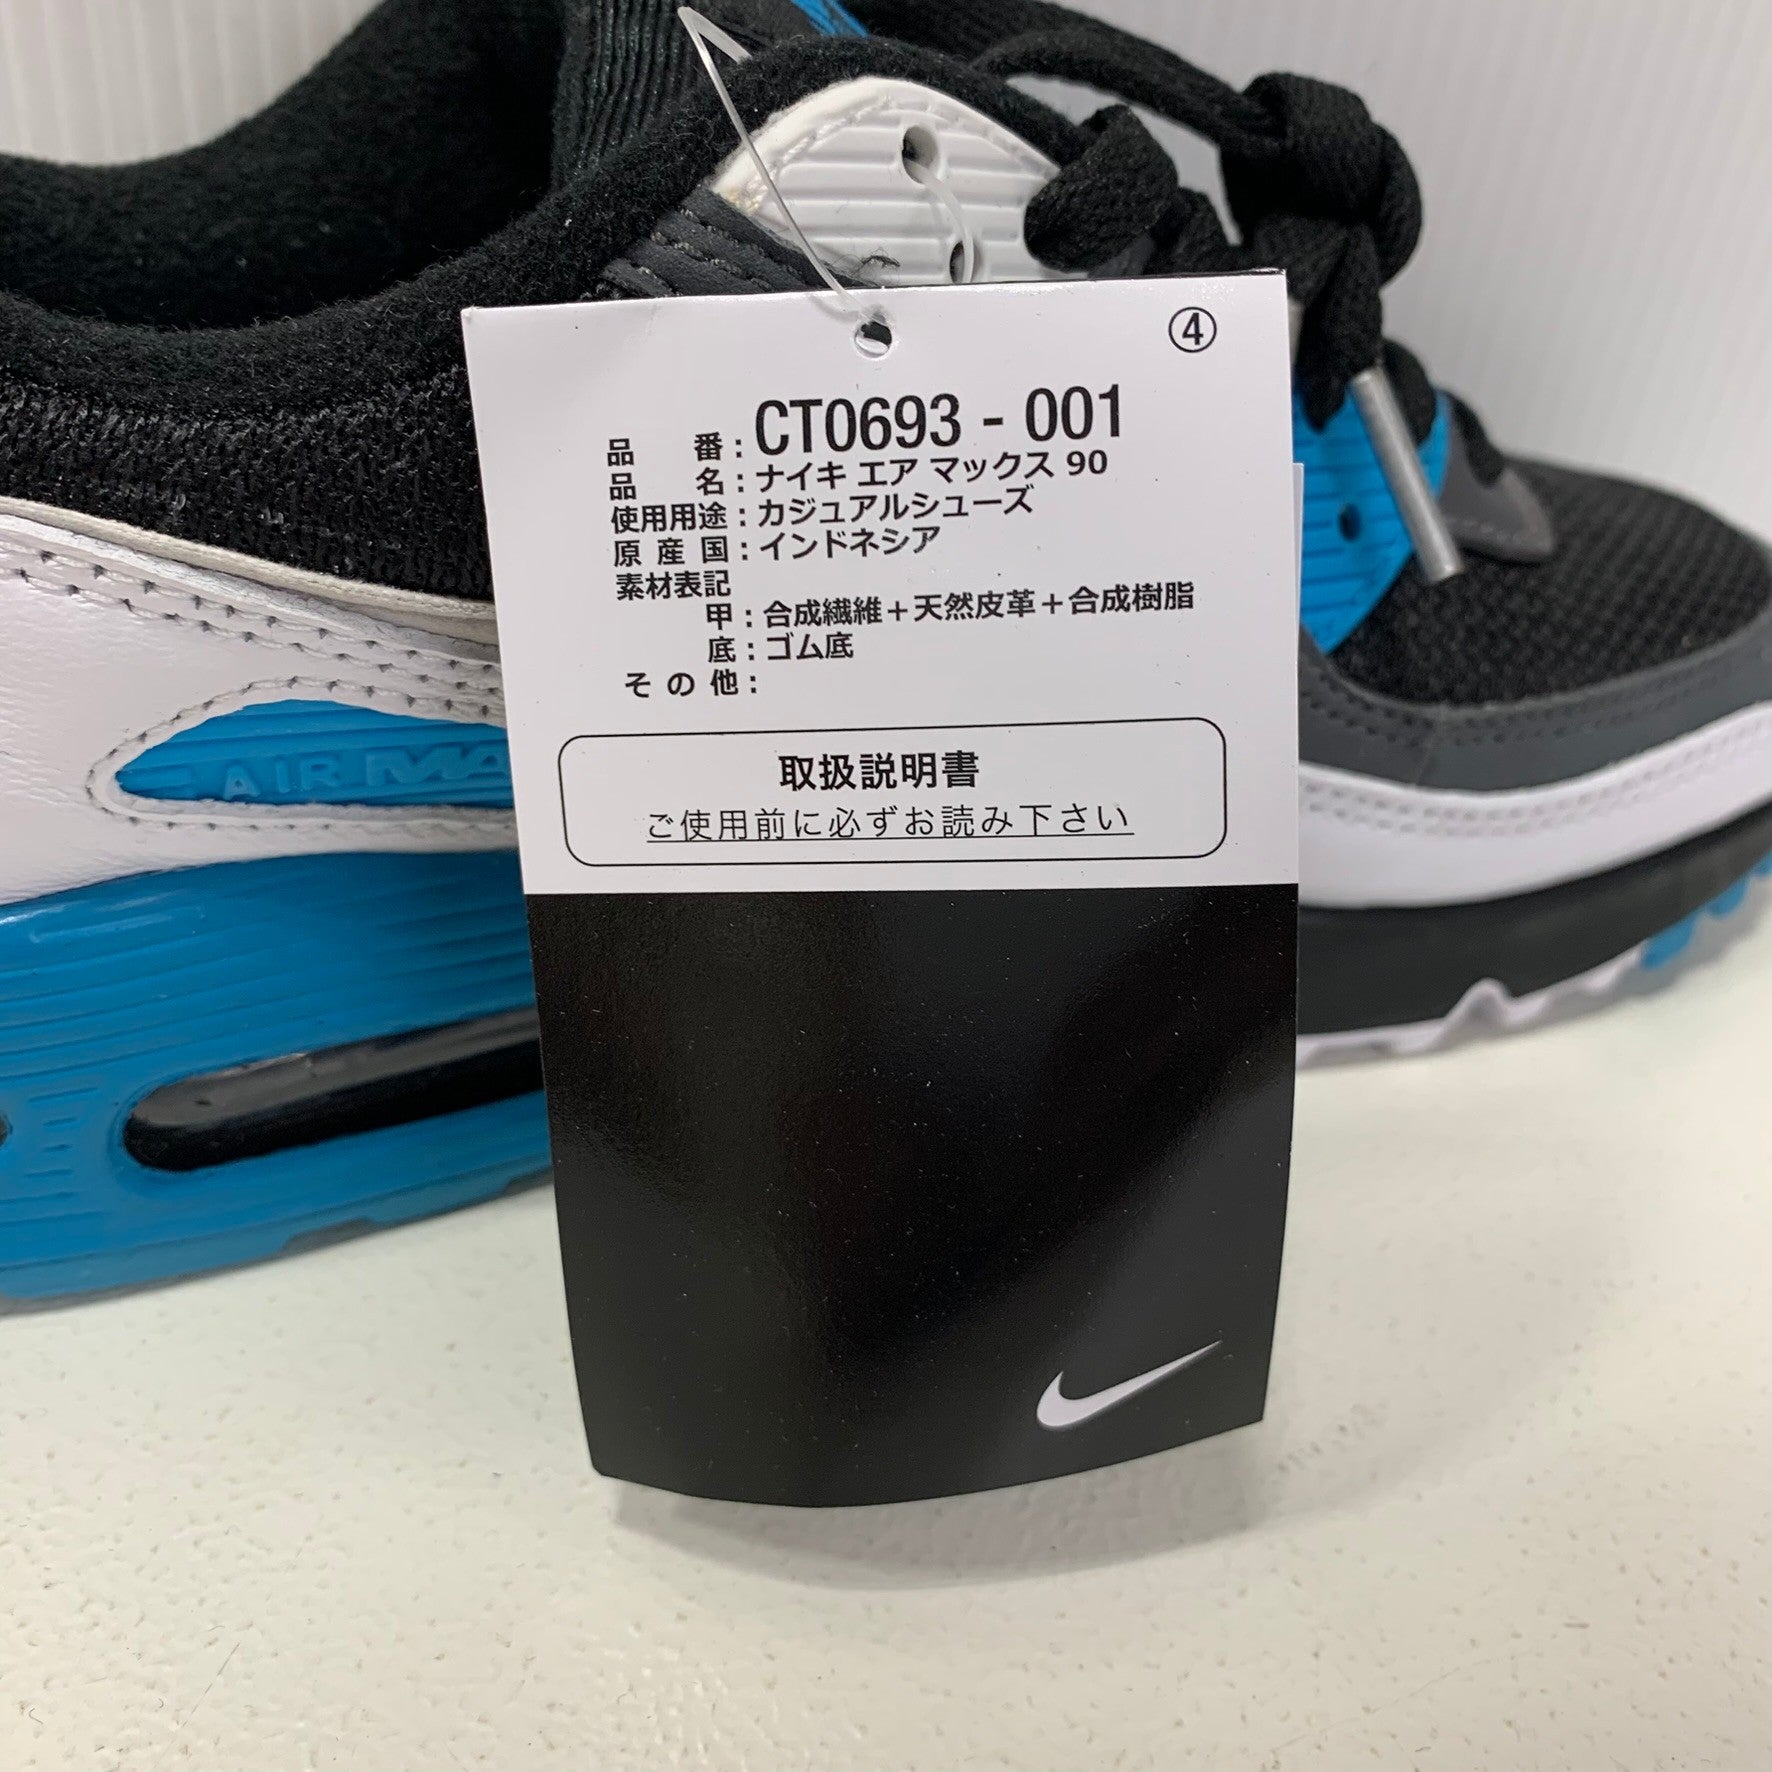 ④
品番：CT0693 - 001
品名：ナイキ エア マックス 90
使用用途：カジュアルシューズ
原産国：インドネシア
素材表記
甲：合成繊維＋天然皮革＋合成樹脂
底：ゴム底
その他：
取扱説明書
ご使用前に必ずお読み下さい
AIR MA